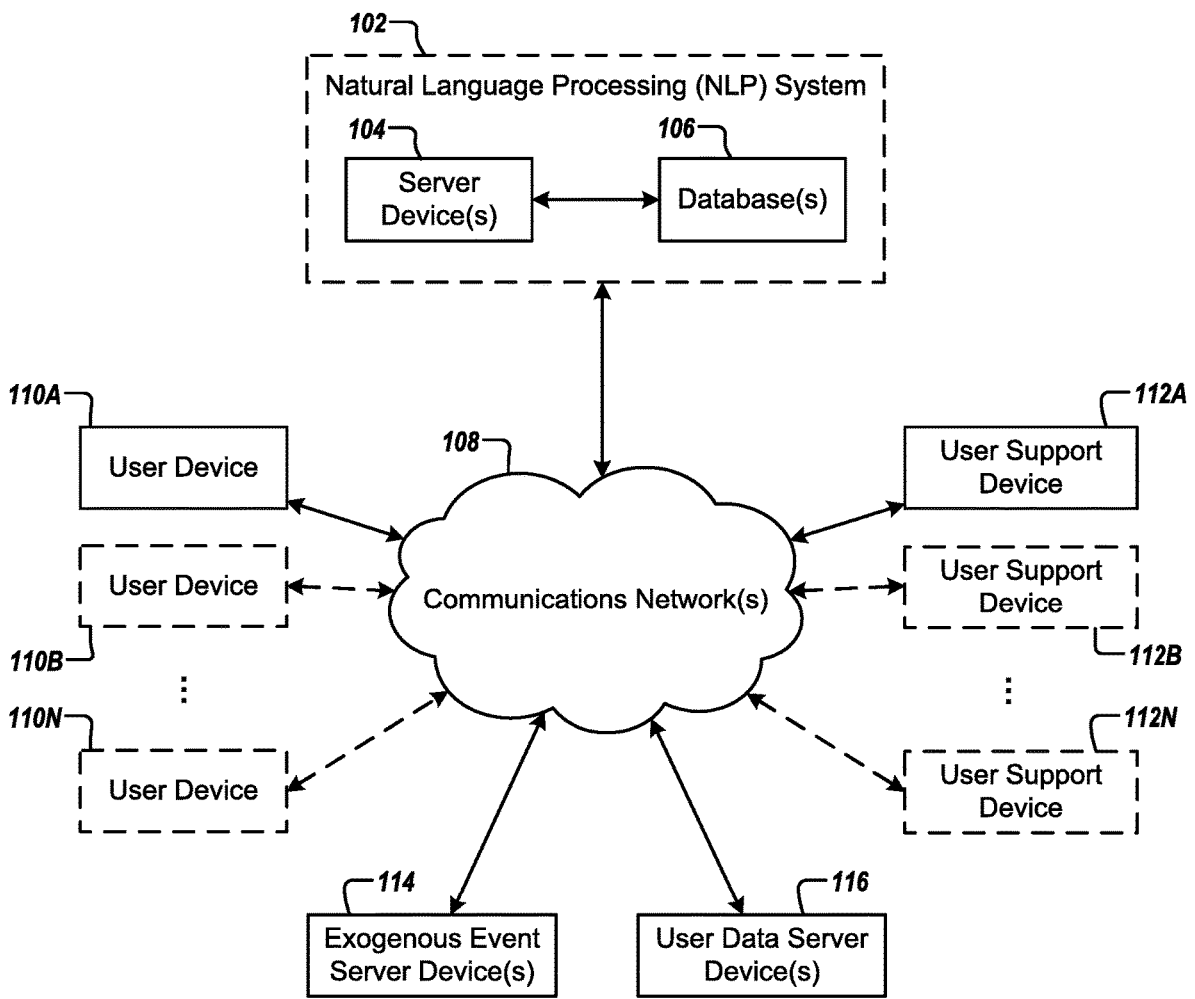 102
Natural Language Processing (NLP) System
104
106
Server
Device(s)
Database(s)
110A
User Device
108
112A
User Support
Device
User Device
110B
Communications Network(s)
User Support
Device
112B
⋮
⋮
110N
User Device
112N
User Support
Device
114
Exogenous Event
Server Device(s)
116
User Data Server
Device(s)